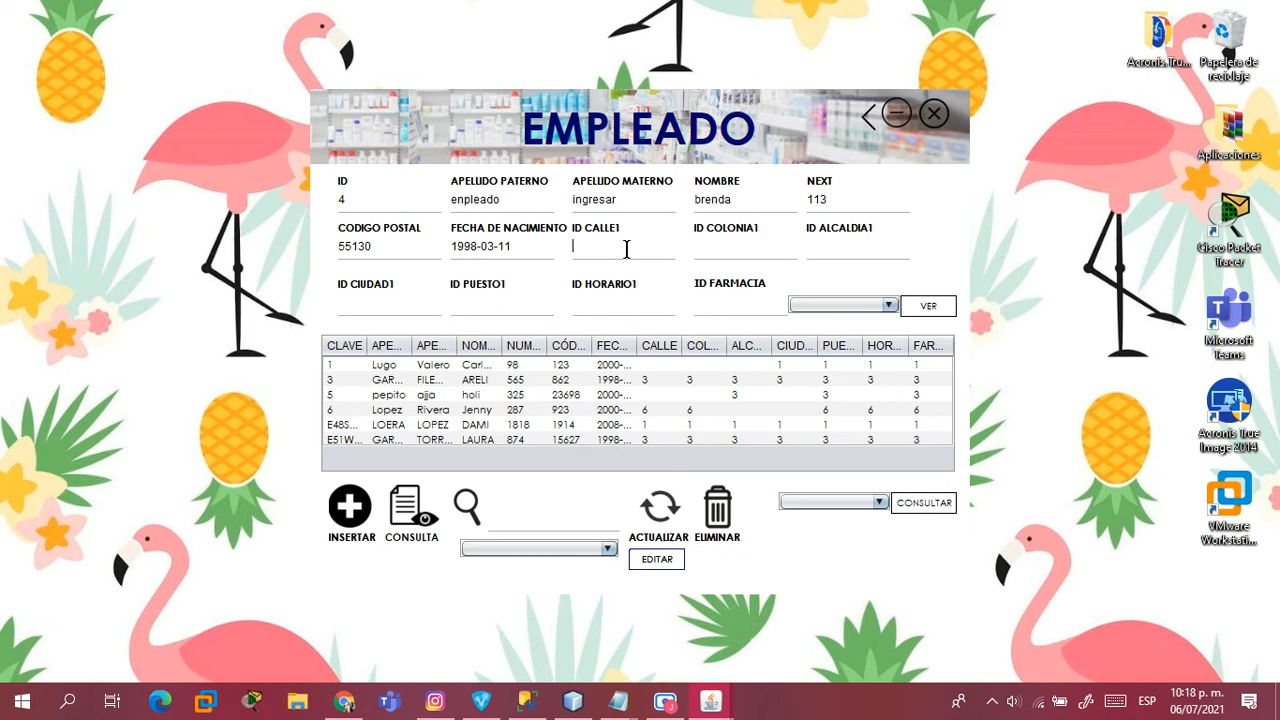 Acronis Tru...
Papelera de
reciclaje
EMPLEADO
ID
APELLIDO PATERNO
APELLIDO MATERNO
NOMBRE
NEXT
4
enpleado
ingresar
brenda
113
CODIGO POSTAL
FECHA DE NACIMIENTO
ID CALLE1
ID COLONIA1
ID ALCALDIA1
55130
1998-03-11
ID CIUDAD1
ID PUESTO1
ID HORARIO1
ID FARMACIA
VER
CLAVE APE... APE... NOM... NUM... CÓD... FEC... CALLE COL... ALC... CIUD... PUE... HOR... FAR...
1 Lugo Valero Carl... 98 123 2000-... 1 1 1 1
3 GAR... FILE... ARELI 565 862 1998-... 3 3 3 3 3 3 3
5 pepito ajja holi 325 23698 2000-... 3 3 3
6 Lopez Rivera Jenny 287 923 2000-... 6 6 6 6 6
E48S... LOERA LOPEZ DAMI 1818 1914 2008-... 1 1 1 1 1 1 1
E51W... GAR... TORR... LAURA 874 5627 1998-... 3 3 3 3 3 3 3
INSERTAR
CONSULTA
ACTUALIZAR
ELIMINAR
CONSULTAR
EDITAR
Aplicaciones
Cisco Packet
Tracer
Microsoft
Teams
Acronis True
Image 2014
VMware
Workstati...
ESP
10:18 p. m.
06/07/2021